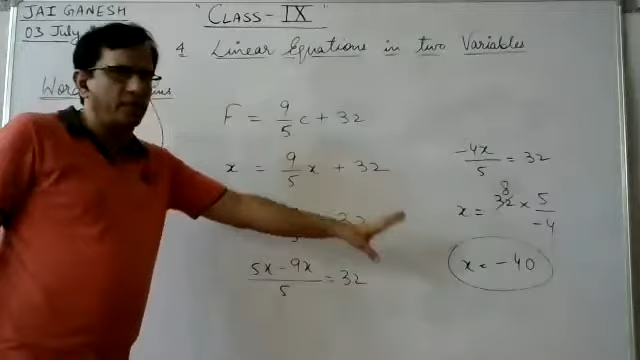 JAI GANESH
"CLASS-IX"
03 July
4 Linear Equations in two Variables
F = 9/5 c + 32
x = 9/5 x + 32
= 32
5x - 9x / 5 = 32
-4x / 5 = 32
8
x = 32 × 5 / -4
x = -40